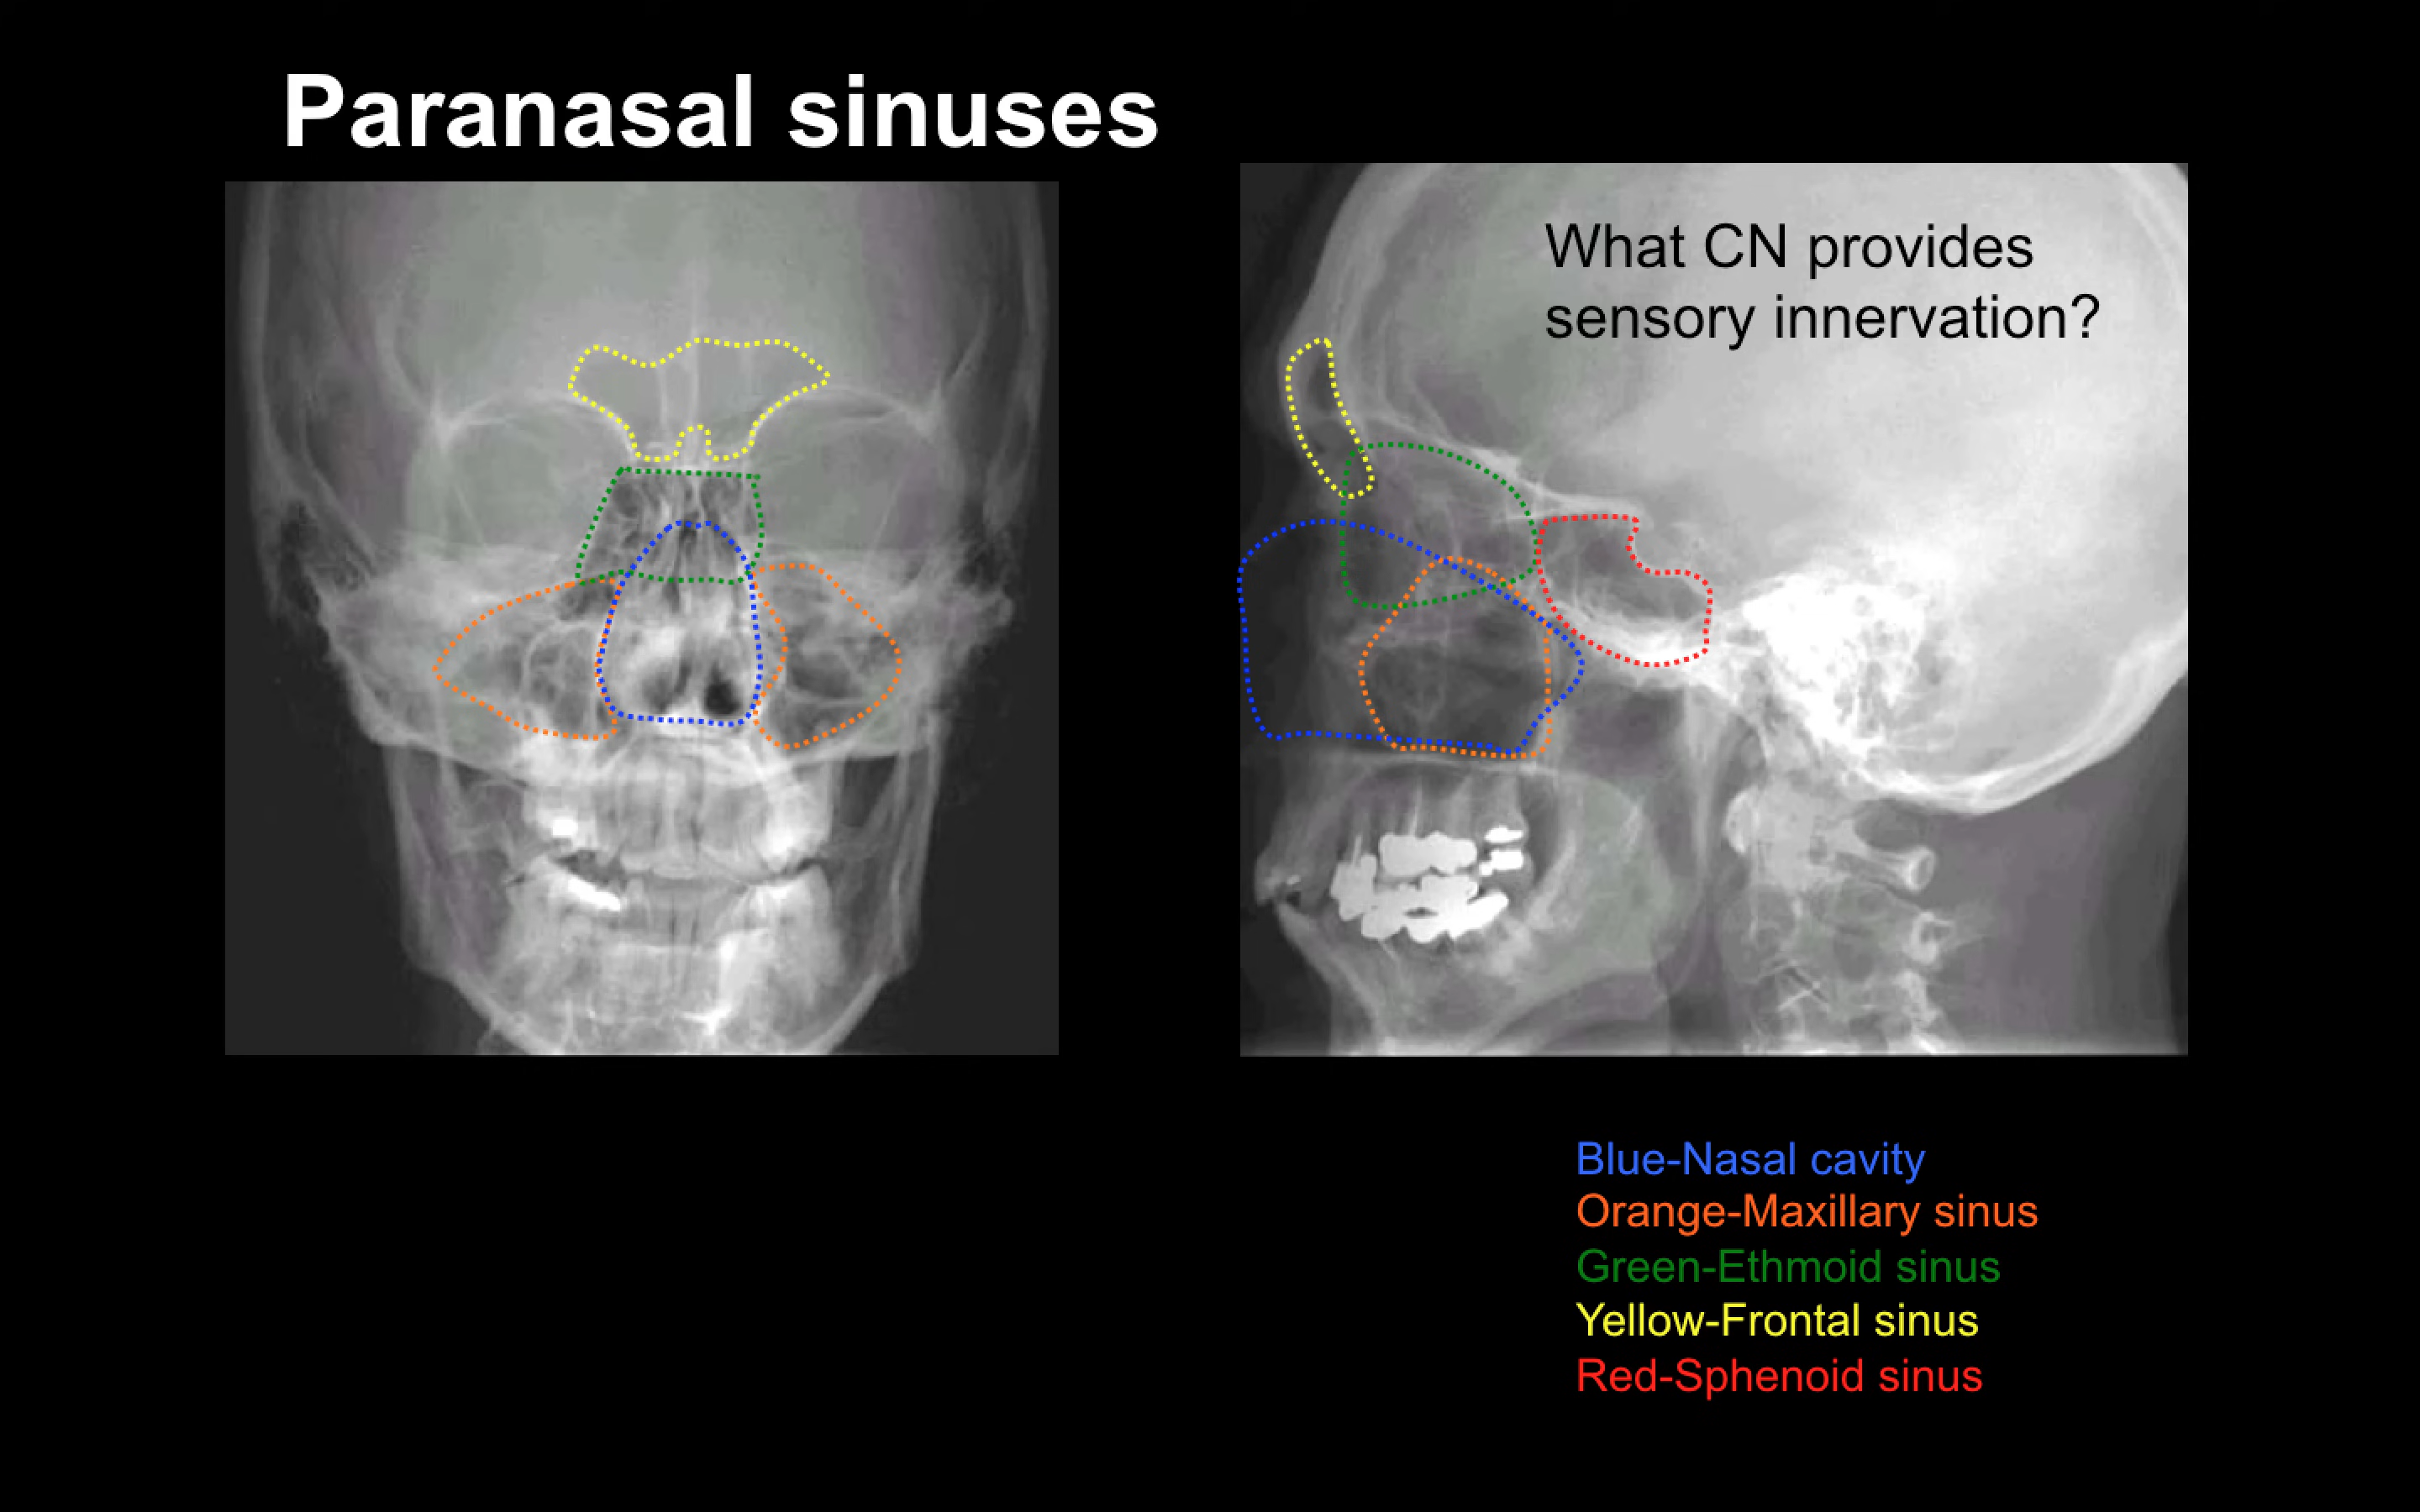 Paranasal sinuses
What CN provides
sensory innervation?
Blue-Nasal cavity
Orange-Maxillary sinus
Green-Ethmoid sinus
Yellow-Frontal sinus
Red-Sphenoid sinus